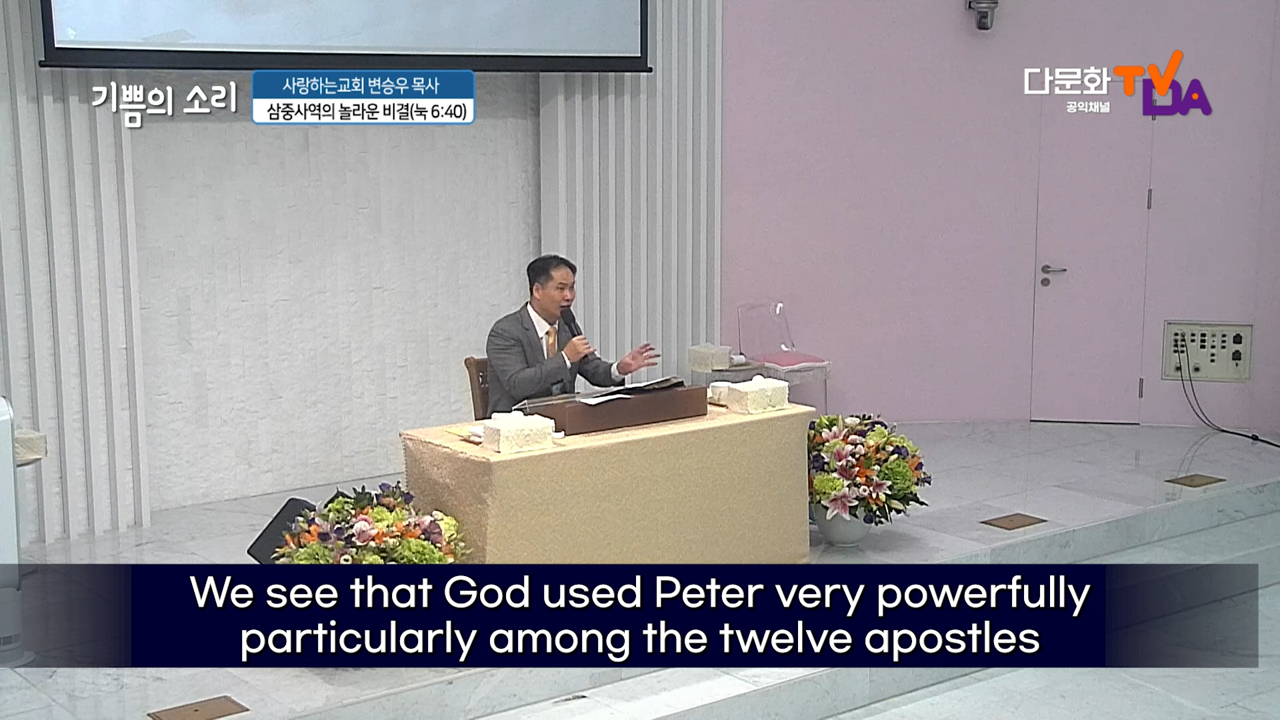 기쁨의 소리
사랑하는교회 변승우 목사
삼중사역의 놀라운 비결(눅 6:40)
다문화TV
공익채널
DA
We see that God used Peter very powerfully
particularly among the twelve apostles